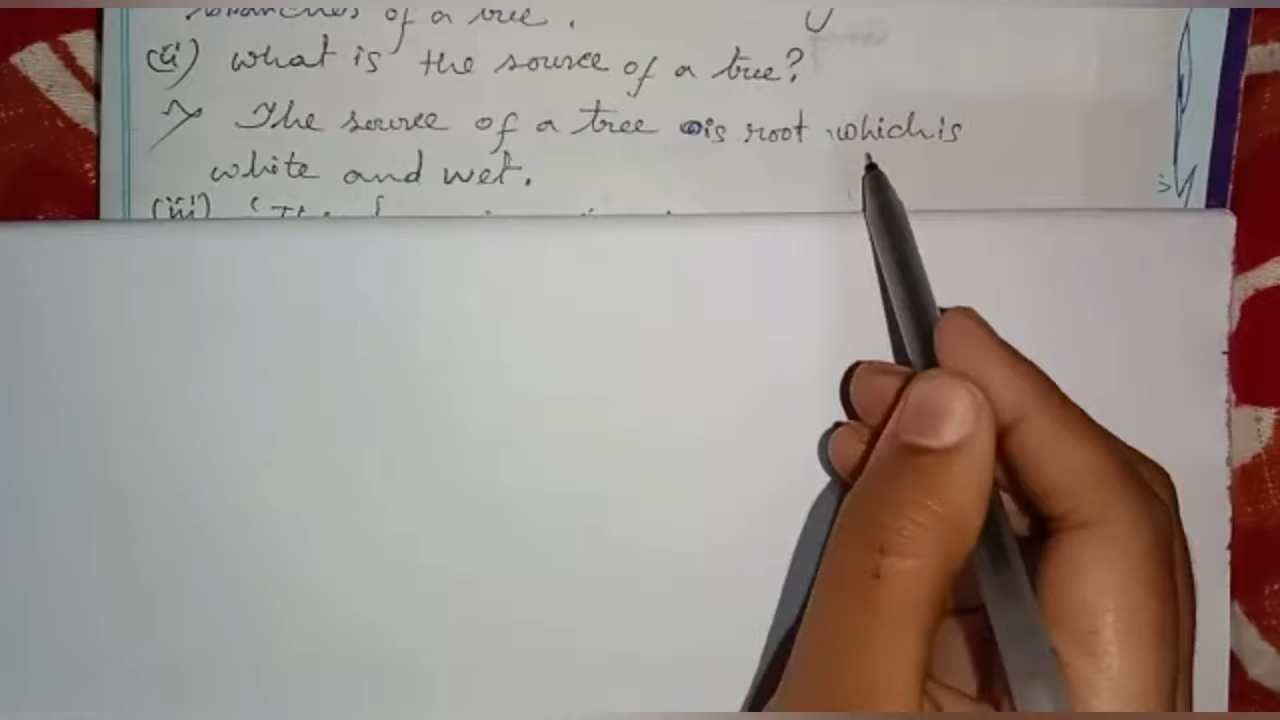 branches of a tree.
(ii) what is the source of a tree?
The source of a tree is root which is
white and wet.
(iii)